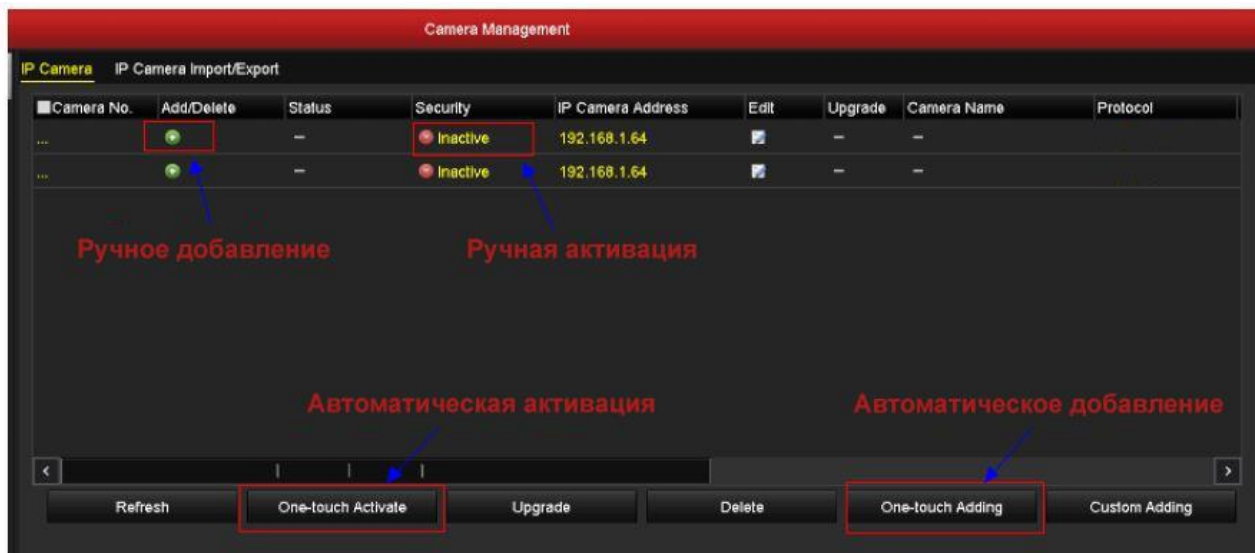 Camera Management
IP Camera IP Camera Import/Export
Camera No. Add/Delete Status Security IP Camera Address Edit Upgrade Camera Name Protocol
... – Inactive 192.168.1.64 – –
... – Inactive 192.168.1.64 – –
Ручное добавление Ручная активация
Автоматическая активация Автоматическое добавление
Refresh One-touch Activate Upgrade Delete One-touch Adding Custom Adding